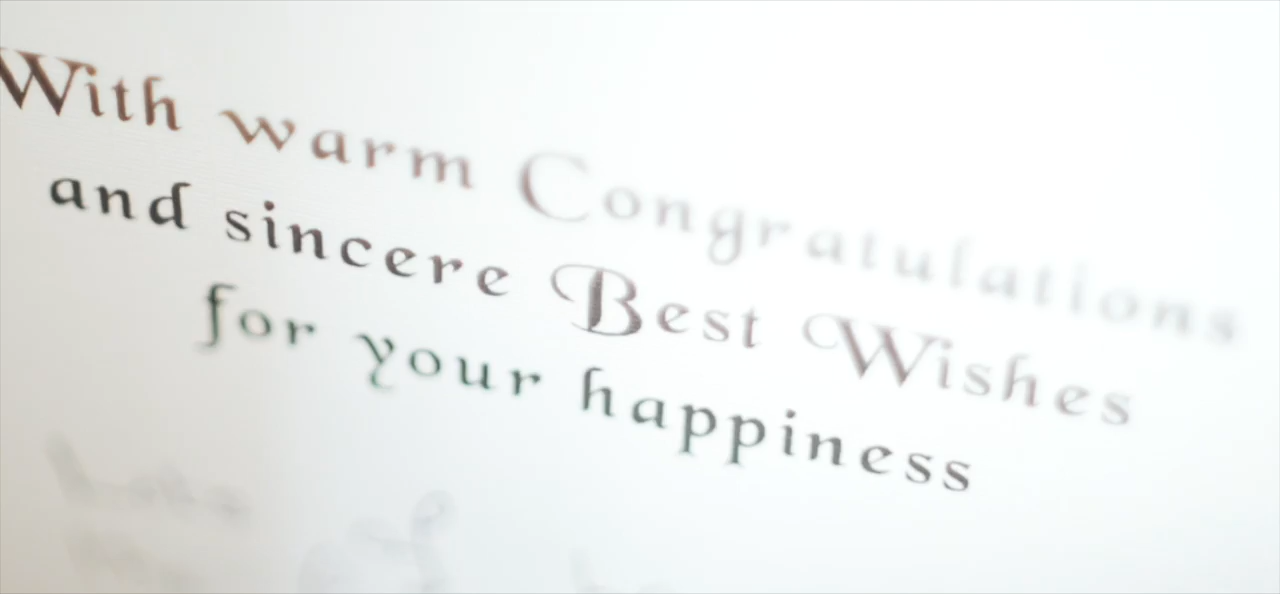 With warm Congratulations
and sincere Best Wishes
for your happiness